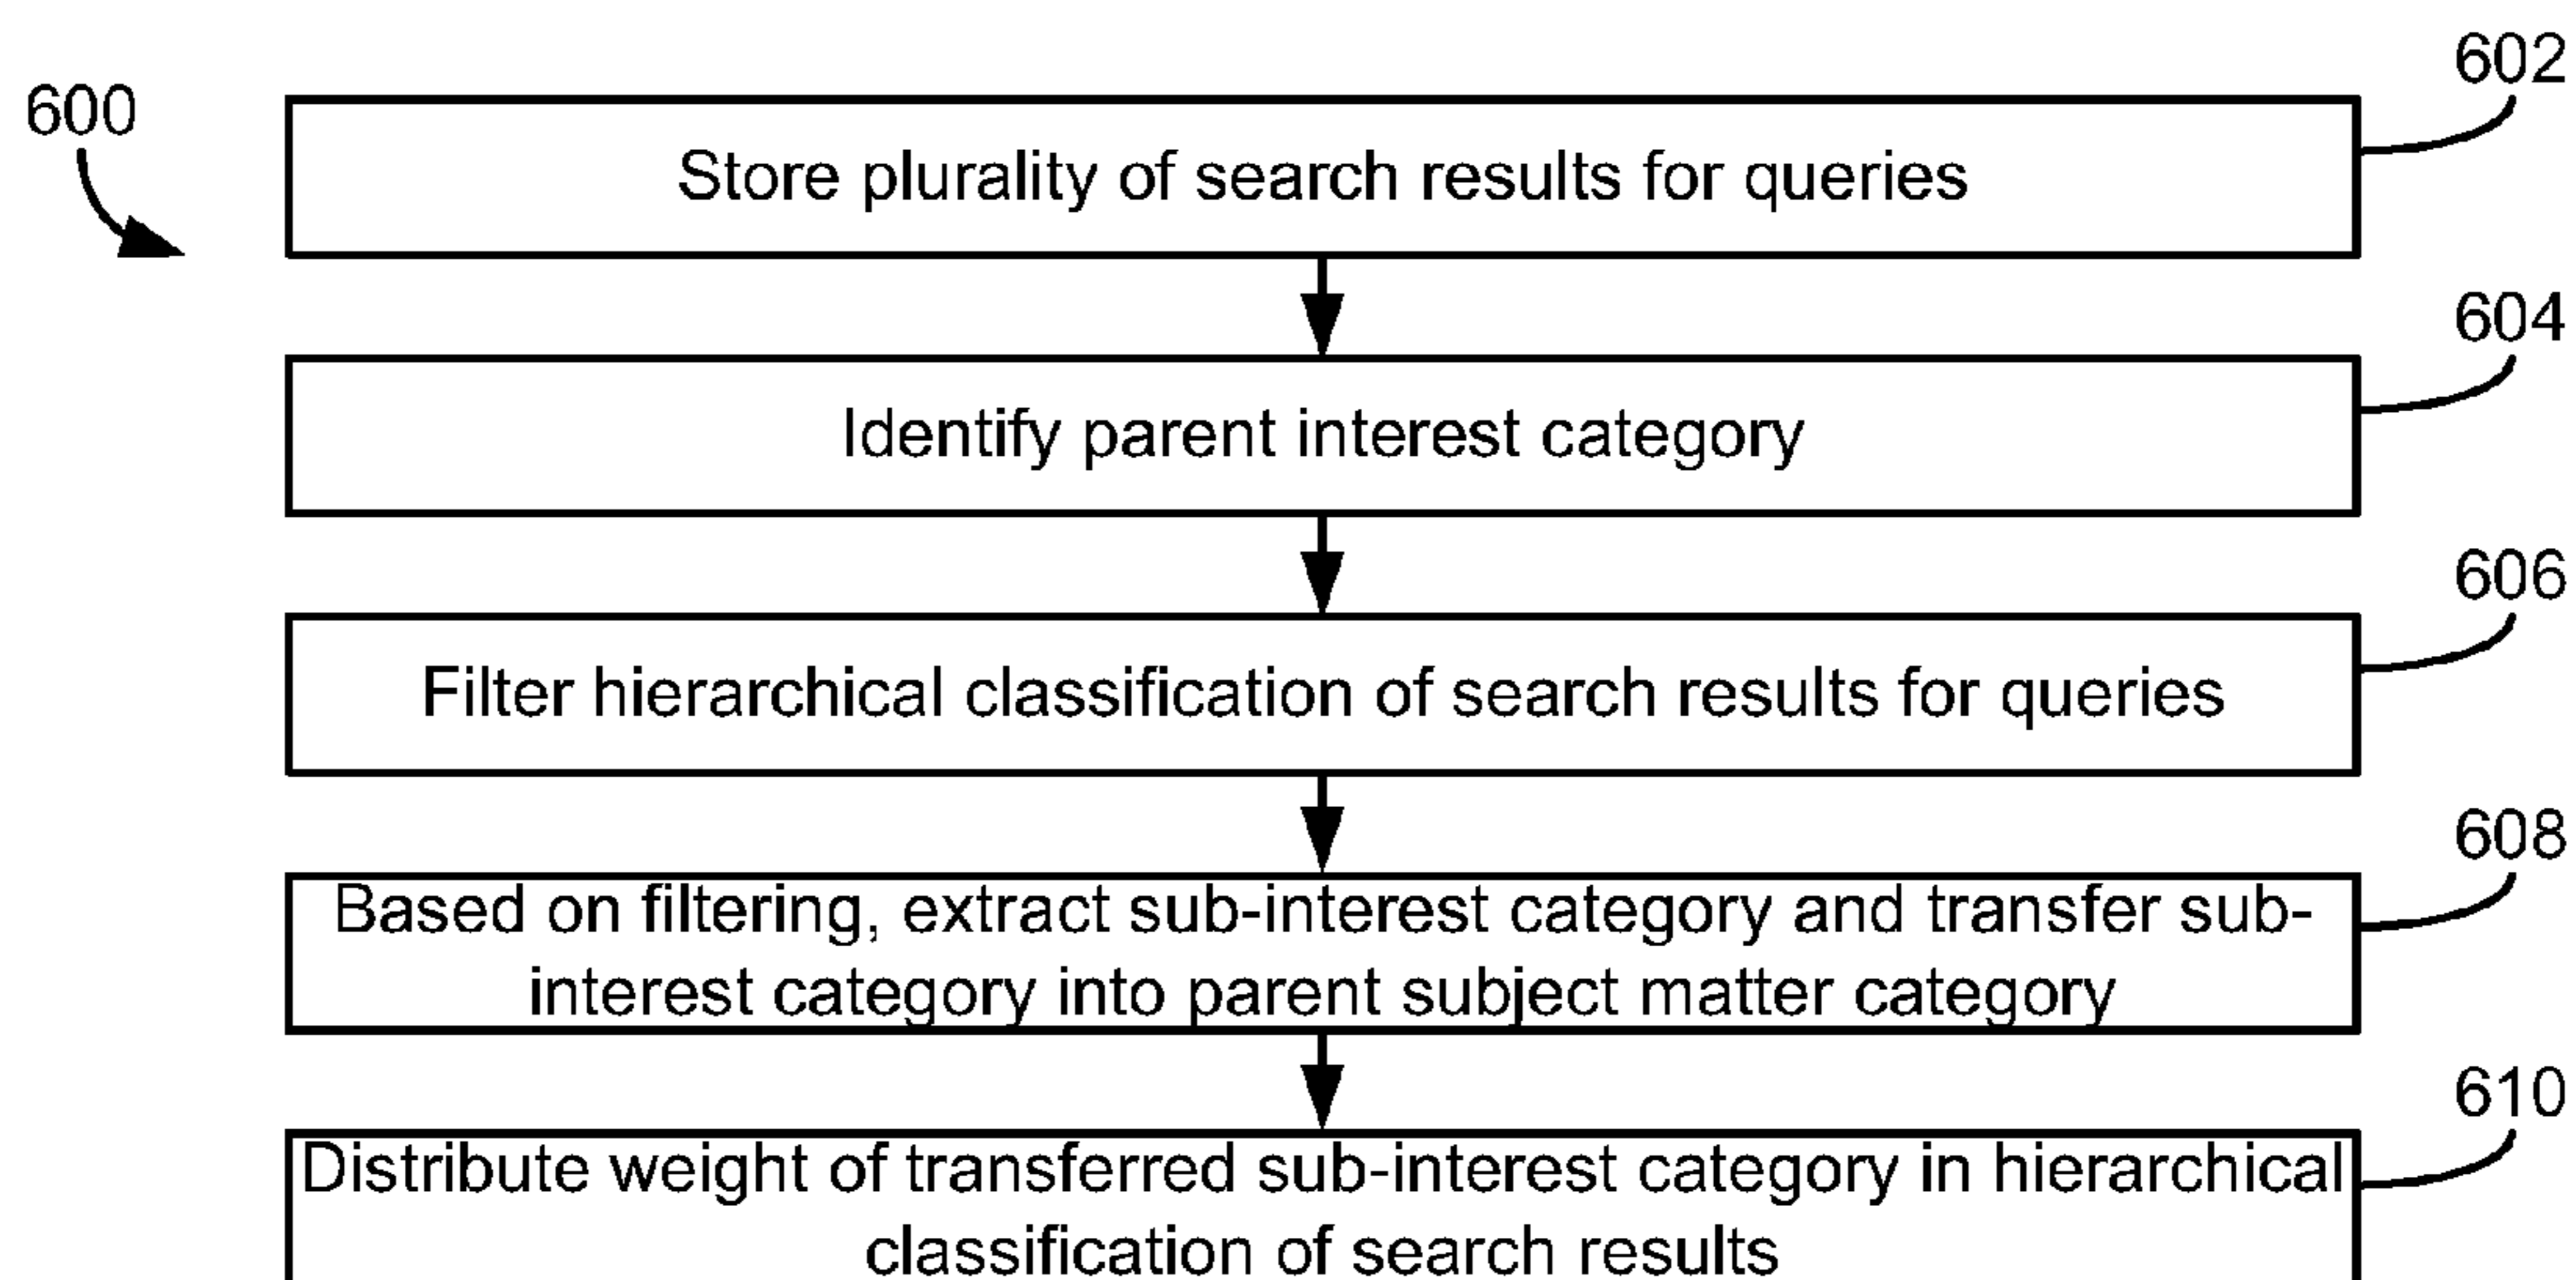 602
600
Store plurality of search results for queries
604
Identify parent interest category
606
Filter hierarchical classification of search results for queries
608
Based on filtering, extract sub-interest category and transfer sub-
interest category into parent subject matter category
610
Distribute weight of transferred sub-interest category in hierarchical
classification of search results